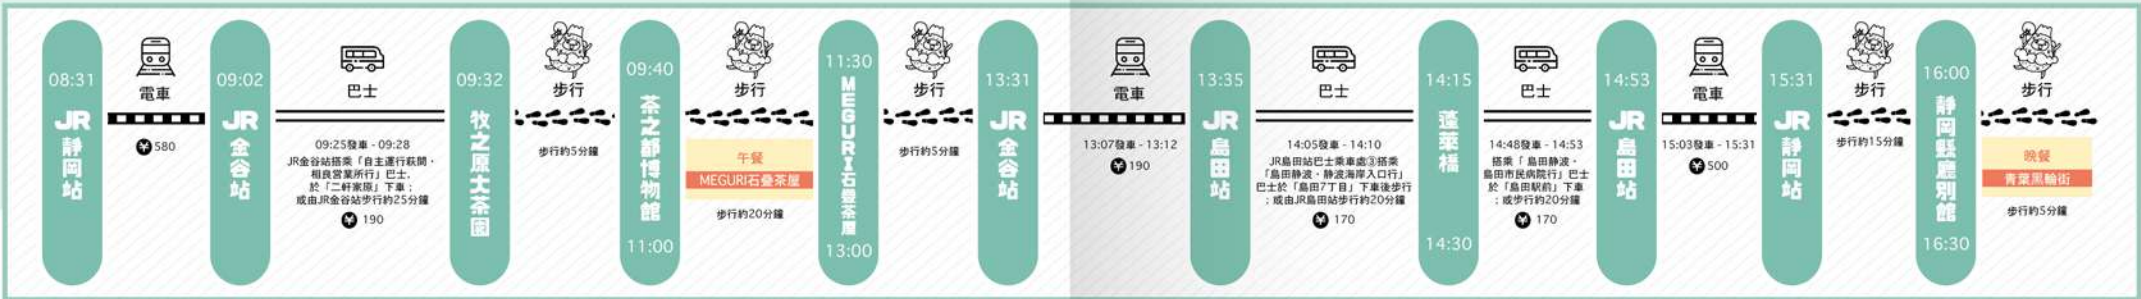 08:31
JR靜岡站
電車
¥580
09:02
JR金谷站
巴士
09:25發車 - 09:28
JR金谷站搭乘「自主運行萩間・
相良營業所行」巴士,
於「二軒家原」下車;
或由JR金谷站步行約25分鐘
¥ 190
09:32
牧之原大茶園
步行
步行約5分鐘
09:40
茶之都博物館
11:00
步行
午餐
MEGURI石疊茶屋
步行約20分鐘
11:30
MEGURI石疊茶屋
13:00
步行
步行約5分鐘
13:31
JR金谷站
電車
13:07發車 - 13:12
¥190
13:35
JR島田站
巴士
14:05發車 - 14:10
JR島田站巴士乘車處③搭乘
「島田静波・静波海岸入口行」
巴士於「島田7丁目」下車後步行
;或由JR島田站步行約20分鐘
¥ 170
14:15
蓬萊橋
14:30
巴士
14:48發車 - 14:53
搭乘「 島田静波・
島田市民病院行」巴士
於「島田駅前」下車
;或步行約20分鐘
¥ 170
14:53
JR島田站
電車
15:03發車 - 15:31
¥ 500
15:31
JR靜岡站
步行
步行約15分鐘
16:00
靜岡縣廳別館
16:30
步行
晚餐
青葉黑輪街
步行約5分鐘